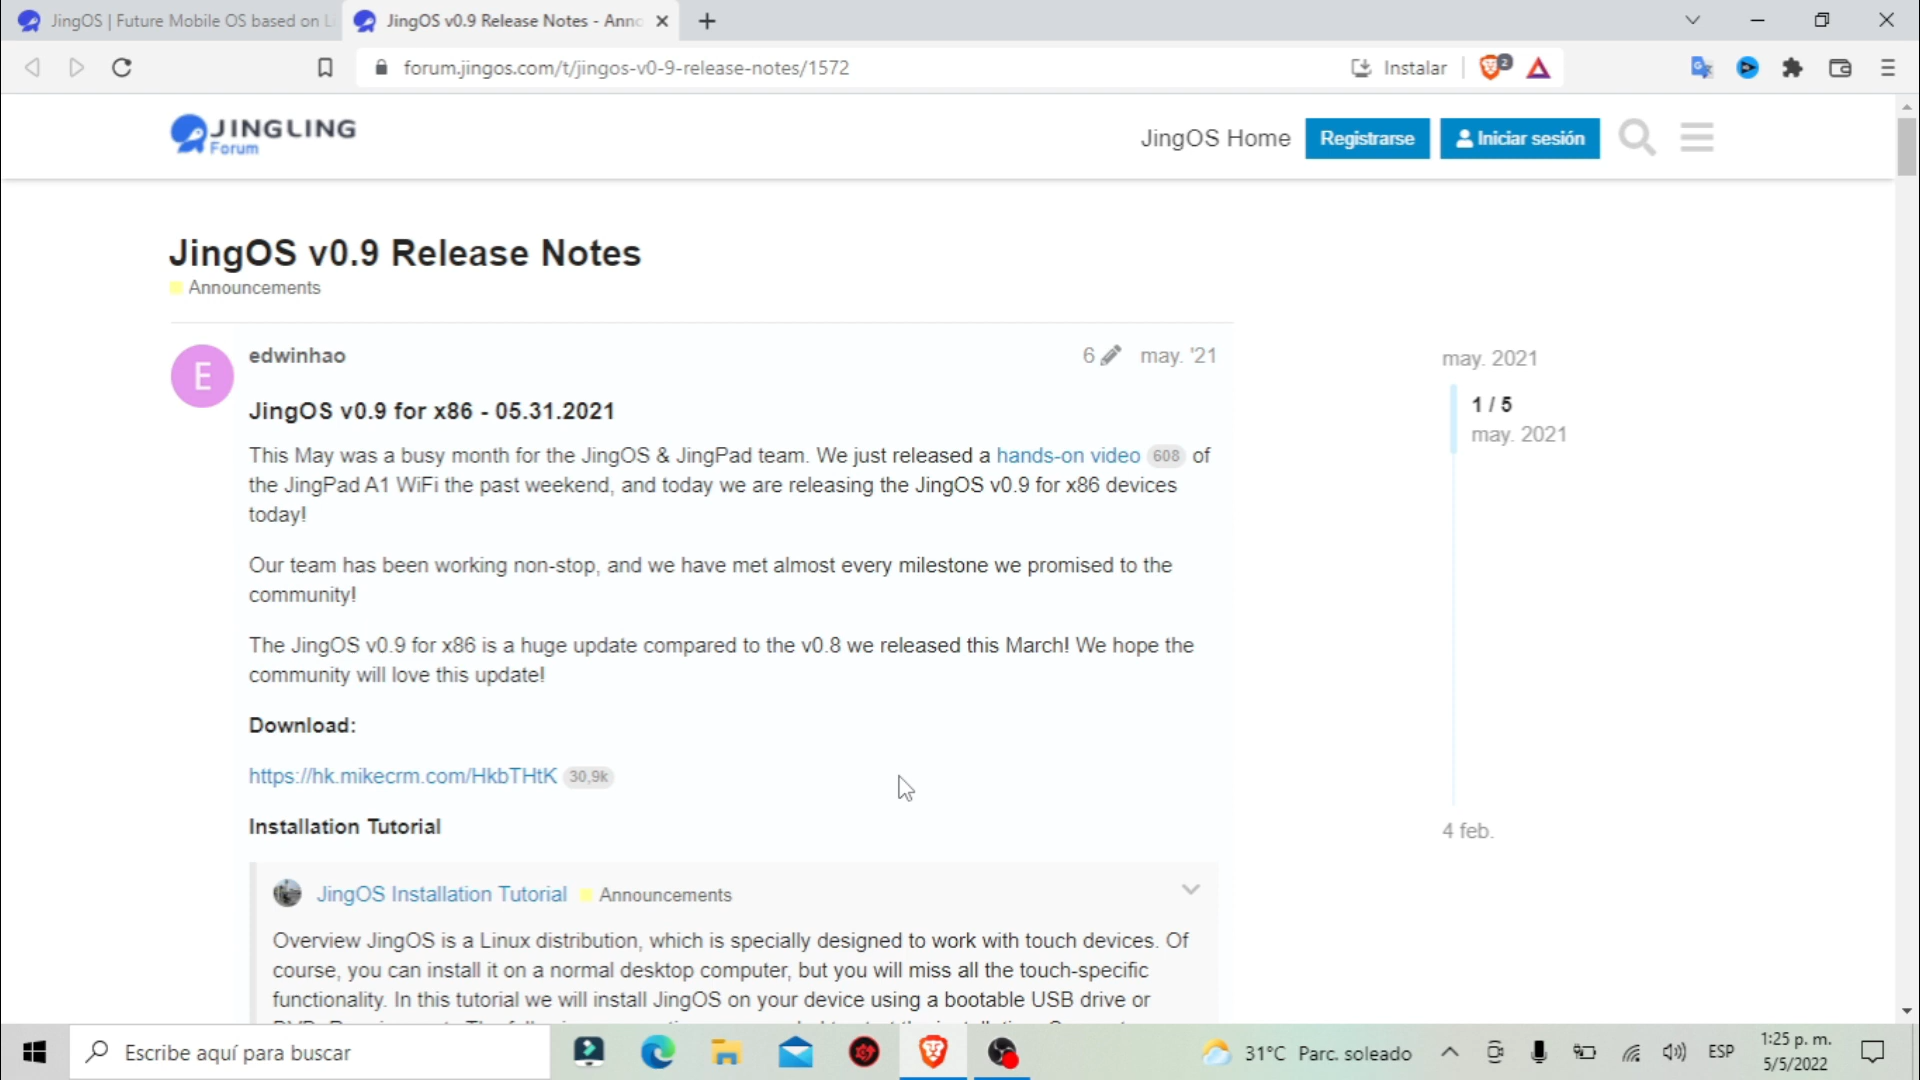 JingOS | Future Mobile OS based on L
JingOS v0.9 Release Notes - Anno
forum.jingos.com/t/jingos-v0-9-release-notes/1572
Instalar
2
JINGLING
Forum
JingOS Home
Registrarse
Iniciar sesión
JingOS v0.9 Release Notes
Announcements
E
edwinhao
6
may. '21
JingOS v0.9 for x86 - 05.31.2021
This May was a busy month for the JingOS & JingPad team. We just released a hands-on video 608 of
the JingPad A1 WiFi the past weekend, and today we are releasing the JingOS v0.9 for x86 devices
today!
Our team has been working non-stop, and we have met almost every milestone we promised to the
community!
The JingOS v0.9 for x86 is a huge update compared to the v0.8 we released this March! We hope the
community will love this update!
Download:
https://hk.mikecrm.com/HkbTHtK 30,9k
Installation Tutorial
JingOS Installation Tutorial
Announcements
Overview JingOS is a Linux distribution, which is specially designed to work with touch devices. Of
course, you can install it on a normal desktop computer, but you will miss all the touch-specific
functionality. In this tutorial we will install JingOS on your device using a bootable USB drive or
may. 2021
1 / 5
may. 2021
4 feb.
Escribe aquí para buscar
31°C Parc. soleado
ESP
1:25 p. m.
5/5/2022